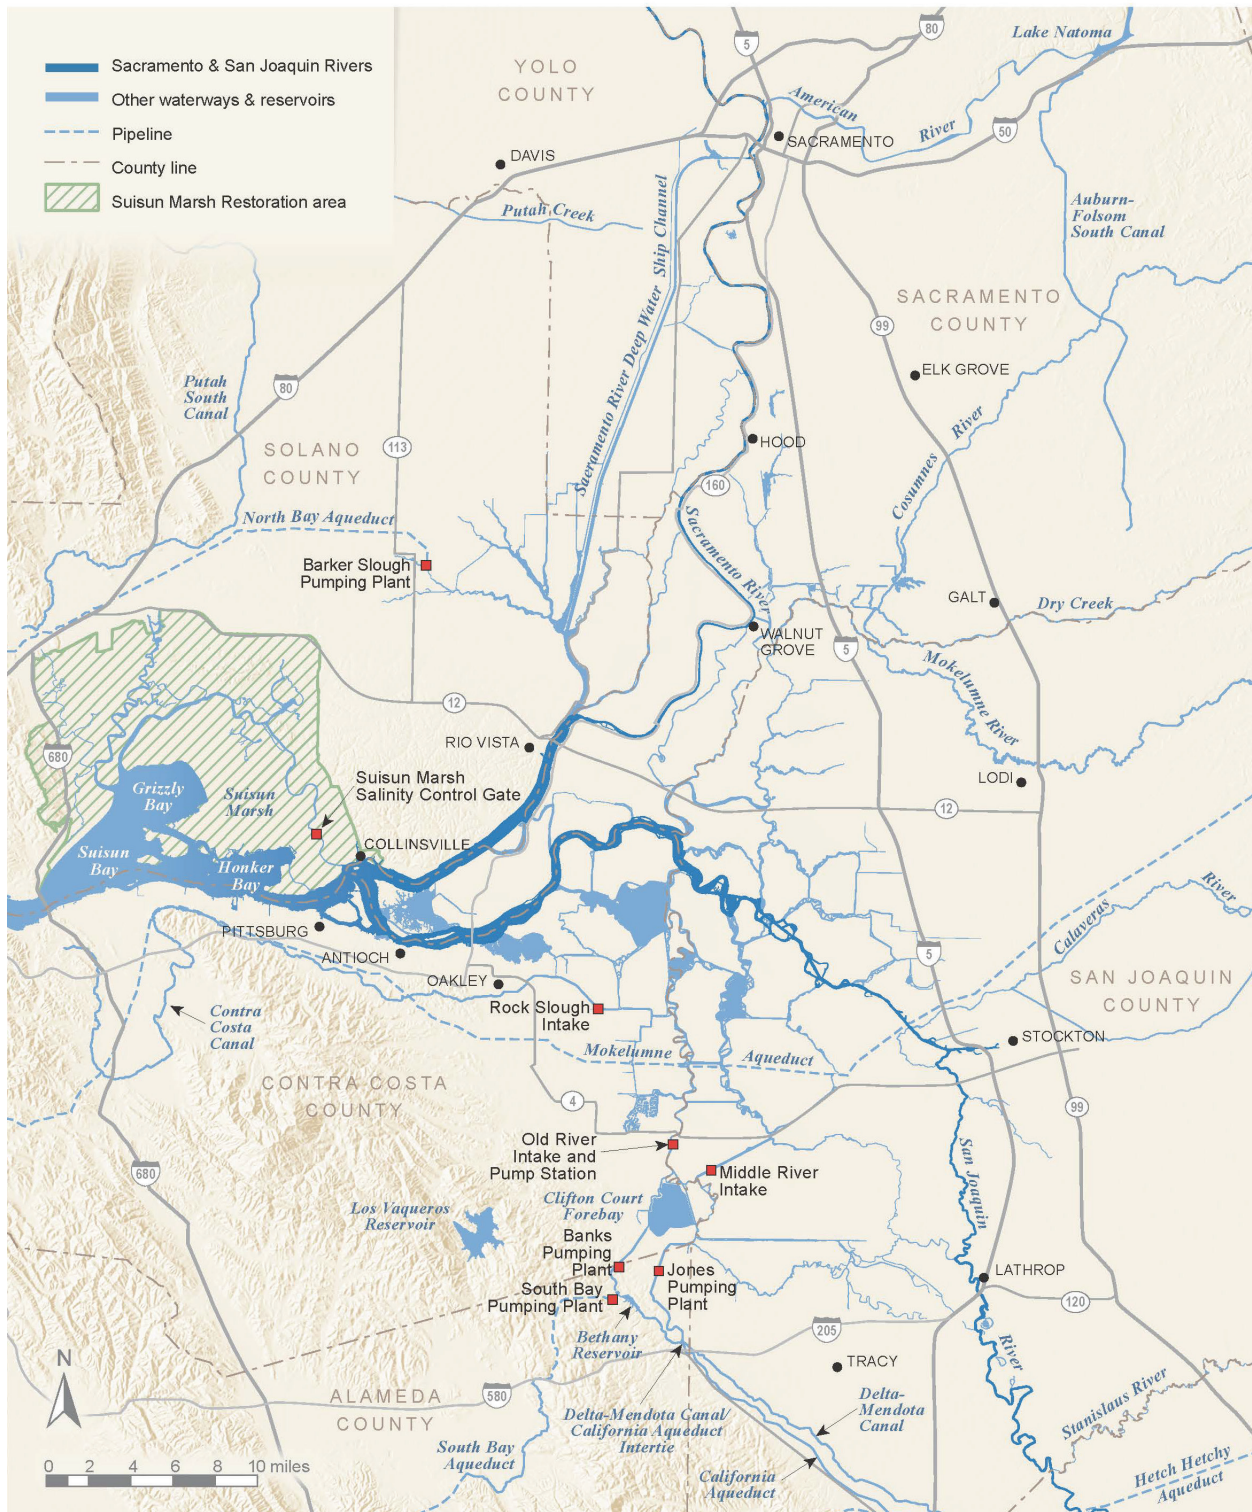 Sacramento & San Joaquin Rivers
Other waterways & reservoirs
Pipeline
County line
Suisun Marsh Restoration area
YOLO
COUNTY
5
80
Lake Natoma
American
River
50
SACRAMENTO
DAVIS
Putah Creek
Sacramento River Deep Water Ship Channel
Auburn-
Folsom
South Canal
SACRAMENTO
COUNTY
99
ELK GROVE
Putah
South
Canal
80
SOLANO
COUNTY
113
HOOD
160
Cosumnes River
North Bay Aqueduct
Sacramento River
Barker Slough
Pumping Plant
GALT
Dry Creek
WALNUT
GROVE
5
Mokelumne River
12
RIO VISTA
680
LODI
Suisun Marsh
Salinity Control Gate
Grizzly
Bay
Suisun
Marsh
12
COLLINSVILLE
Suisun
Bay
Honker
Bay
Calaveras River
PITTSBURG
ANTIOCH
5
OAKLEY
SAN JOAQUIN
COUNTY
Rock Slough
Intake
Contra
Costa
Canal
STOCKTON
Mokelumne Aqueduct
CONTRA COSTA
COUNTY
4
99
Old River
Intake and
Pump Station
680
Middle River
Intake
San Joaquin
Clifton Court
Forebay
Los Vaqueros
Reservoir
Banks
Pumping
Plant
Jones
Pumping
Plant
LATHROP
South Bay
Pumping Plant
120
205
Bethany
Reservoir
River
N
TRACY
580
ALAMEDA
COUNTY
Delta-
Mendota
Canal
Stanislaus River
Delta-Mendota Canal/
California Aqueduct
Intertie
South Bay
Aqueduct
0 2 4 6 8 10 miles
California
Aqueduct
Hetch Hetchy
Aqueduct